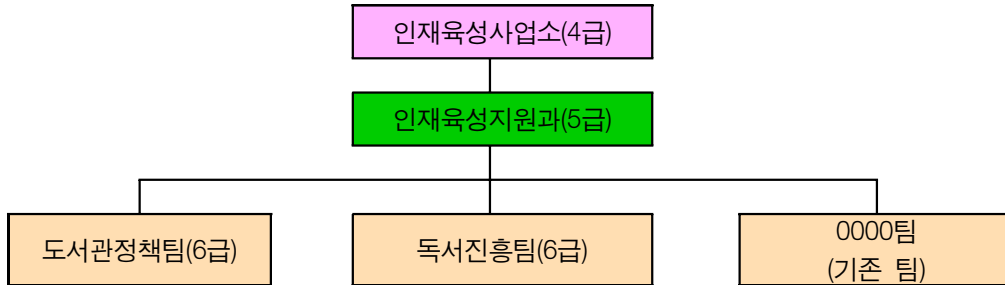 인재육성사업소(4급)
인재육성지원과(5급)
도서관정책팀(6급)
독서진흥팀(6급)
0000팀
(기존 팀)